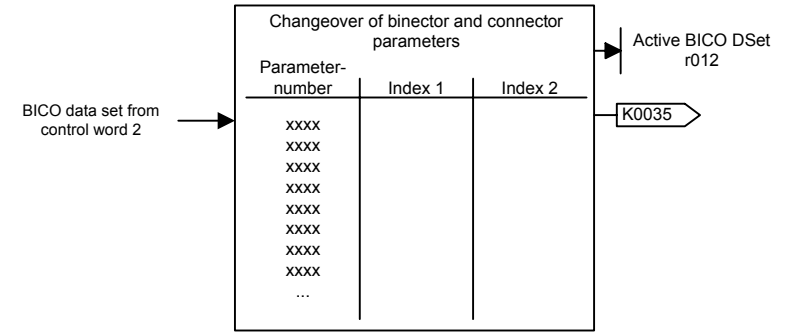 Changeover of binector and connector
parameters
Parameter-
number Index 1 Index 2
BICO data set from
control word 2
xxxx
xxxx
xxxx
xxxx
xxxx
xxxx
xxxx
xxxx
...
Active BICO DSet
r012
K0035